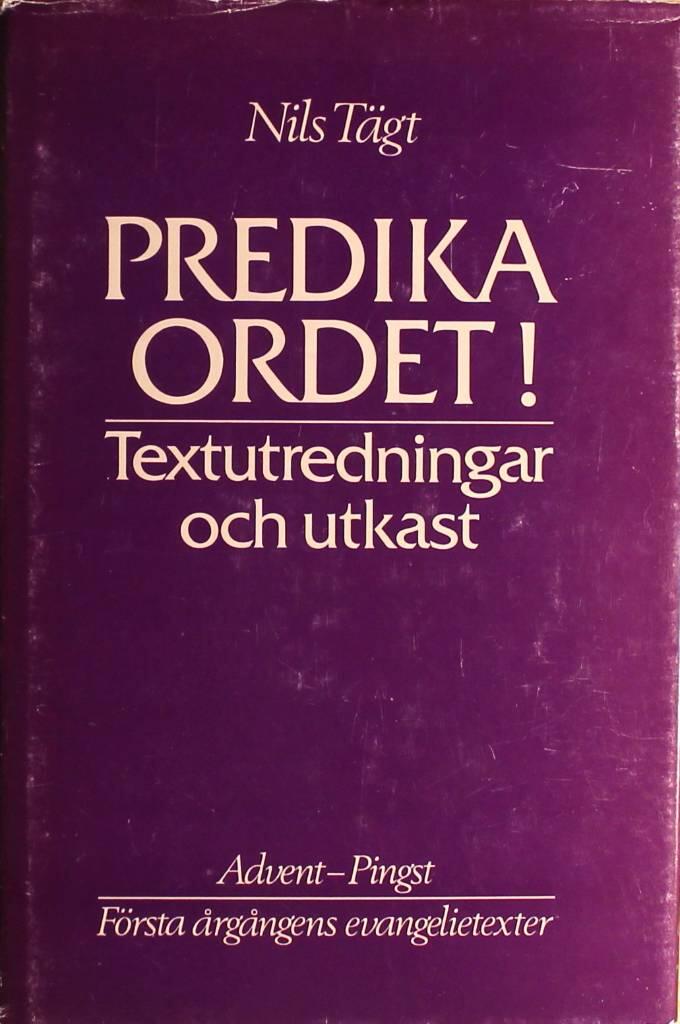 Nils Tägt
PREDIKA
ORDET!
Textutredningar
och utkast
Advent–Pingst
Första årgångens evangelietexter